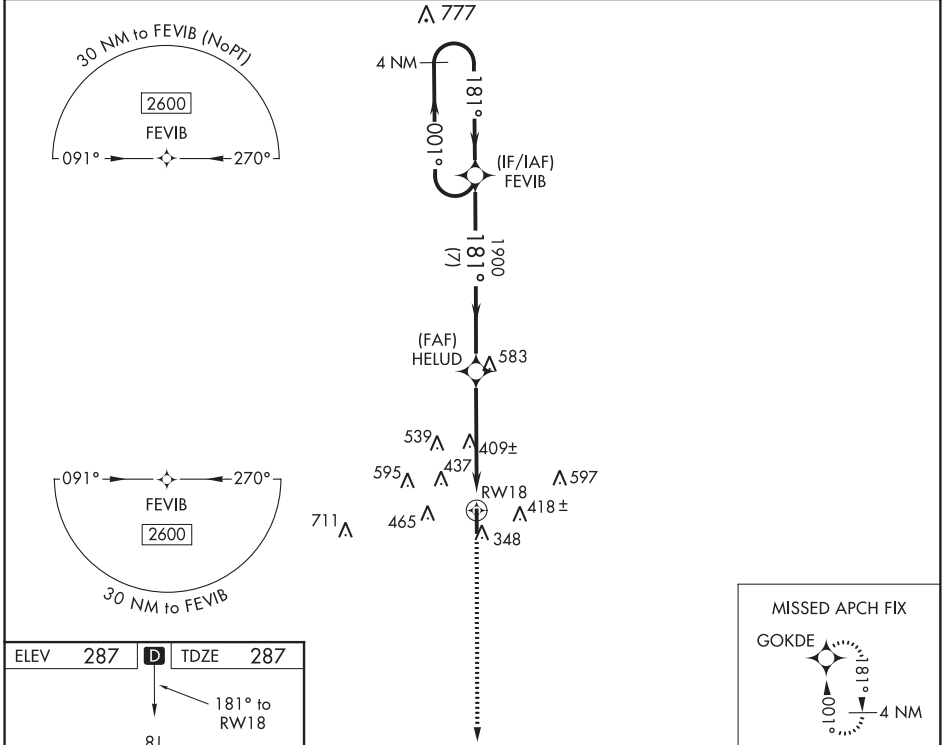 777
30 NM to FEVIB (NoPT)
4 NM
181°
2600
FEVIB
001°
091°
270°
(IF/IAF)
FEVIB
1900
181°
(7)
(FAF)
HELUD
583
539
409±
437
595
597
091°
270°
RW18
FEVIB
465
418±
711
2600
348
30 NM to FEVIB
MISSED APCH FIX
GOKDE
181°
001°
4 NM
ELEV 287 D TDZE 287
181° to
RW18